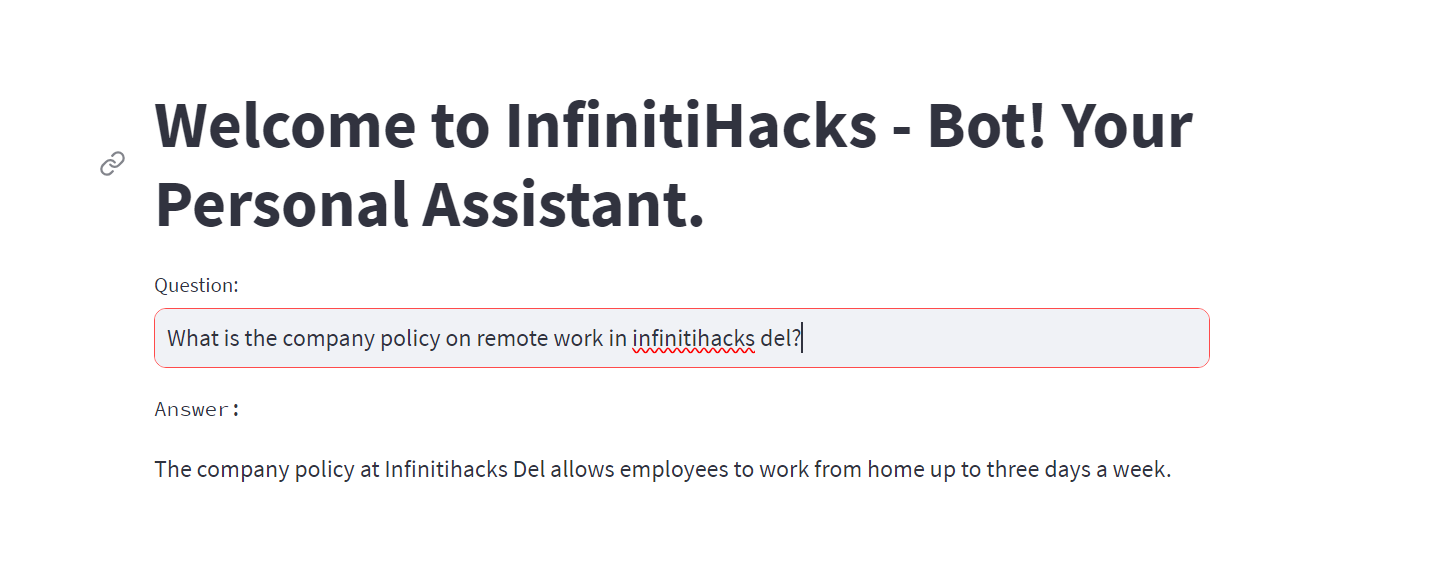 Welcome to InfinitiHacks - Bot! Your
Personal Assistant.
Question:
What is the company policy on remote work in infinitihacks del?
Answer:
The company policy at Infinitihacks Del allows employees to work from home up to three days a week.